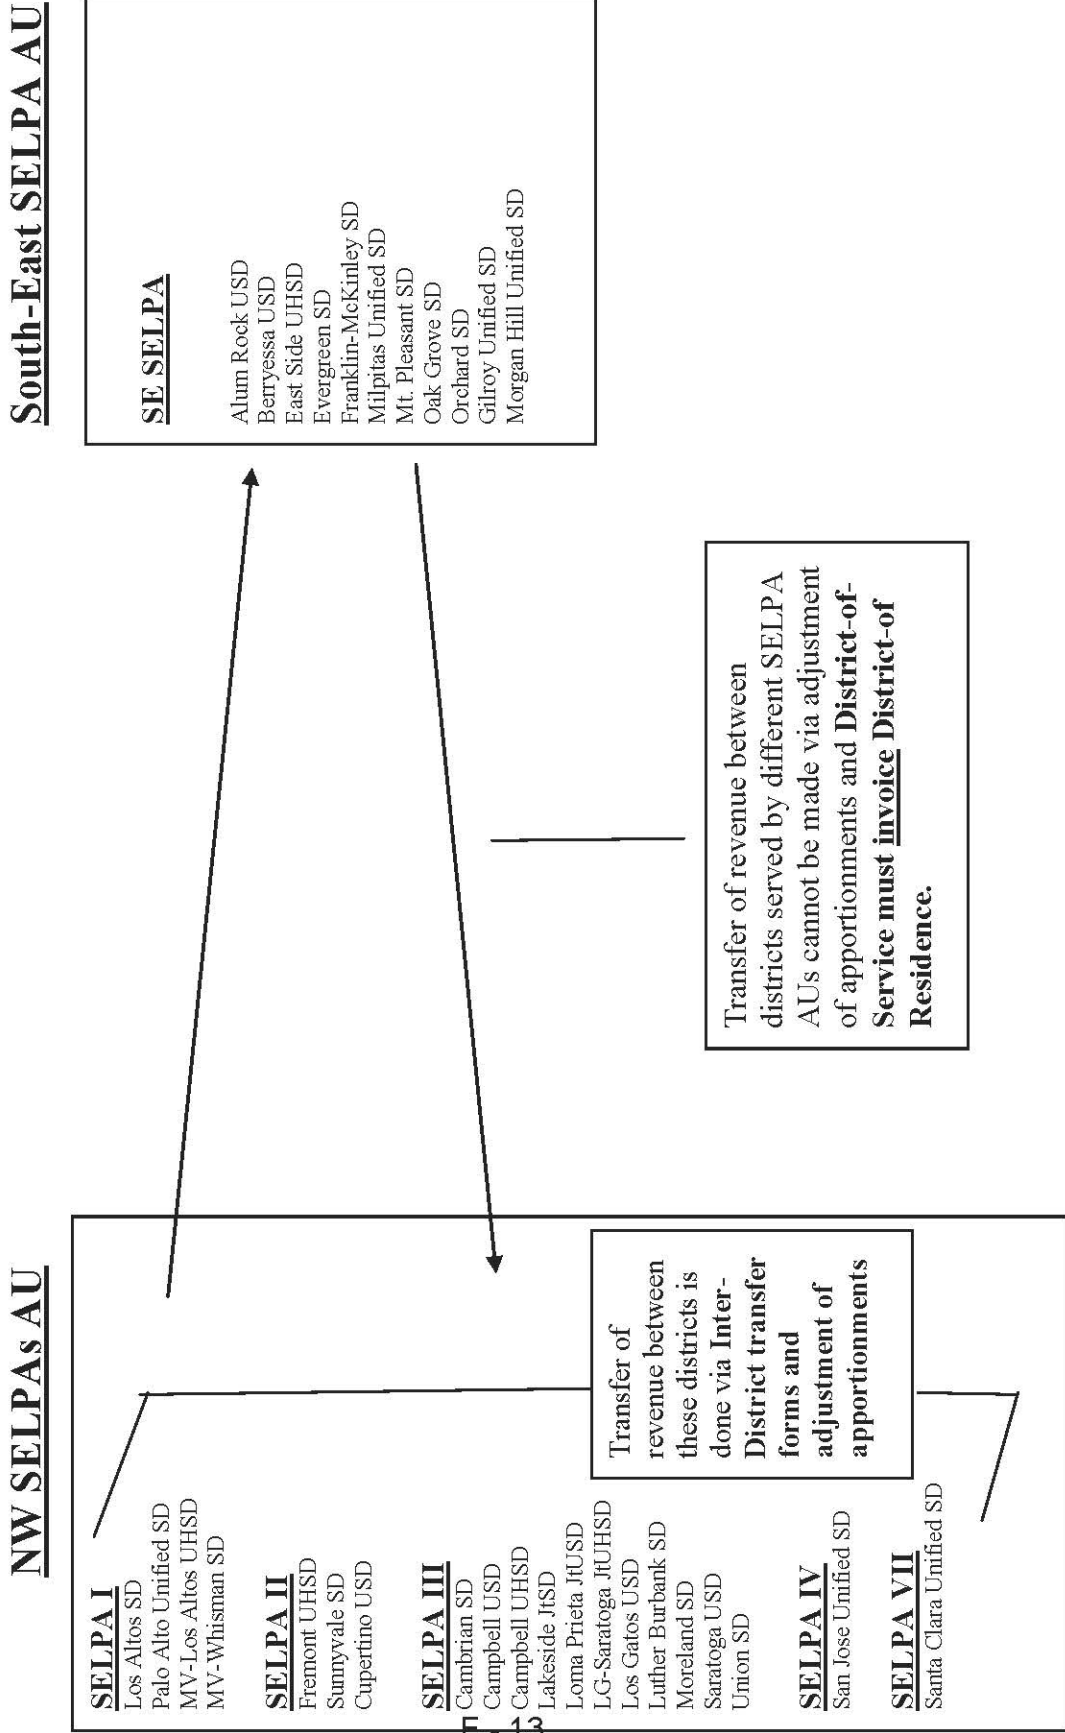 NW SELPAs AU
SELPA I
Los Altos SD
Palo Alto Unified SD
MV-Los Altos UHSD
MV-Whisman SD
SELPA II
Fremont UHSD
Sunnyvale SD
Cupertino USD
SELPA III
Cambrian SD
Campbell USD
Campbell UHSD
Lakeside JtSD
Loma Prieta JtUSD
LG-Saratoga JtUHSD
Los Gatos USD
Luther Burbank SD
Moreland SD
Saratoga USD
Union SD
SELPA IV
San Jose Unified SD
SELPA VII
Santa Clara Unified SD
Transfer of
revenue between
these districts is
done via Inter-
District transfer
forms and
adjustment of
apportionments
Transfer of revenue between
districts served by different SELPA
AUs cannot be made via adjustment
of apportionments and District-of-
Service must invoice District-of
Residence.
South-East SELPA AU
SE SELPA
Alum Rock USD
Berryessa USD
East Side UHSD
Evergreen SD
Franklin-McKinley SD
Milpitas Unified SD
Mt. Pleasant SD
Oak Grove SD
Orchard SD
Gilroy Unified SD
Morgan Hill Unified SD